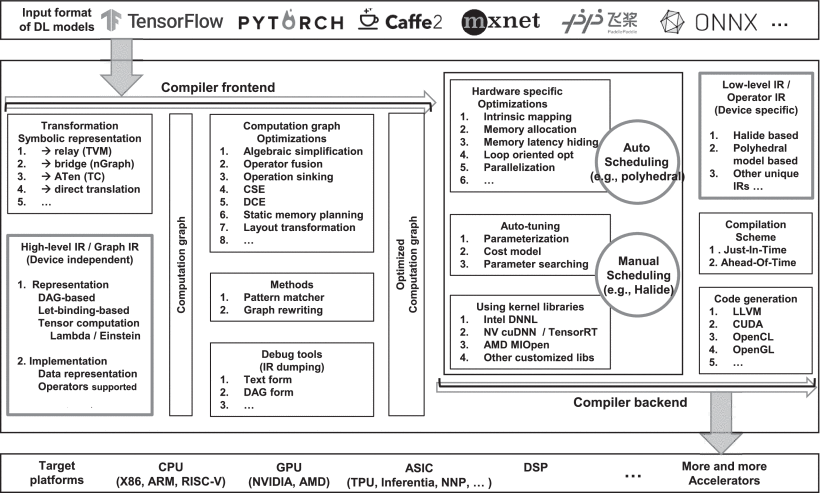 Input format
of DL models
TensorFlow
PYTORCH
Caffe2
mxnet
飞桨
PaddlePaddle
ONNX
...
Compiler frontend
Transformation
Symbolic representation
1. → relay (TVM)
2. → bridge (nGraph)
3. → ATen (TC)
4. → direct translation
5. ...
High-level IR / Graph IR
(Device independent)
1. Representation
DAG-based
Let-binding-based
Tensor computation
Lambda / Einstein
2. Implementation
Data representation
Operators supported
Computation graph
Computation graph
Optimizations
1. Algebraic simplification
2. Operator fusion
3. Operation sinking
4. CSE
5. DCE
6. Static memory planning
7. Layout transformation
8. ...
Methods
1. Pattern matcher
2. Graph rewriting
Debug tools
(IR dumping)
1. Text form
2. DAG form
3. ...
Optimized
Computation graph
Hardware specific
Optimizations
1. Intrinsic mapping
2. Memory allocation
3. Memory latency hiding
4. Loop oriented opt
5. Parallelization
6. ...
Auto-tuning
1. Parameterization
2. Cost model
3. Parameter searching
Using kernel libraries
1. Intel DNNL
2. NV cuDNN / TensorRT
3. AMD MIOpen
4. Other customized libs
Auto
Scheduling
(e.g., polyhedral)
Manual
Scheduling
(e.g., Halide)
Low-level IR /
Operator IR
(Device specific)
1. Halide based
2. Polyhedral
model based
3. Other unique
IRs ...
Compilation
Scheme
1 . Just-In-Time
2. Ahead-Of-Time
Code generation
1. LLVM
2. CUDA
3. OpenCL
4. OpenGL
5. ...
Compiler backend
Target
platforms
CPU
(X86, ARM, RISC-V)
GPU
(NVIDIA, AMD)
ASIC
(TPU, Inferentia, NNP, ... )
DSP
...
More and more
Accelerators